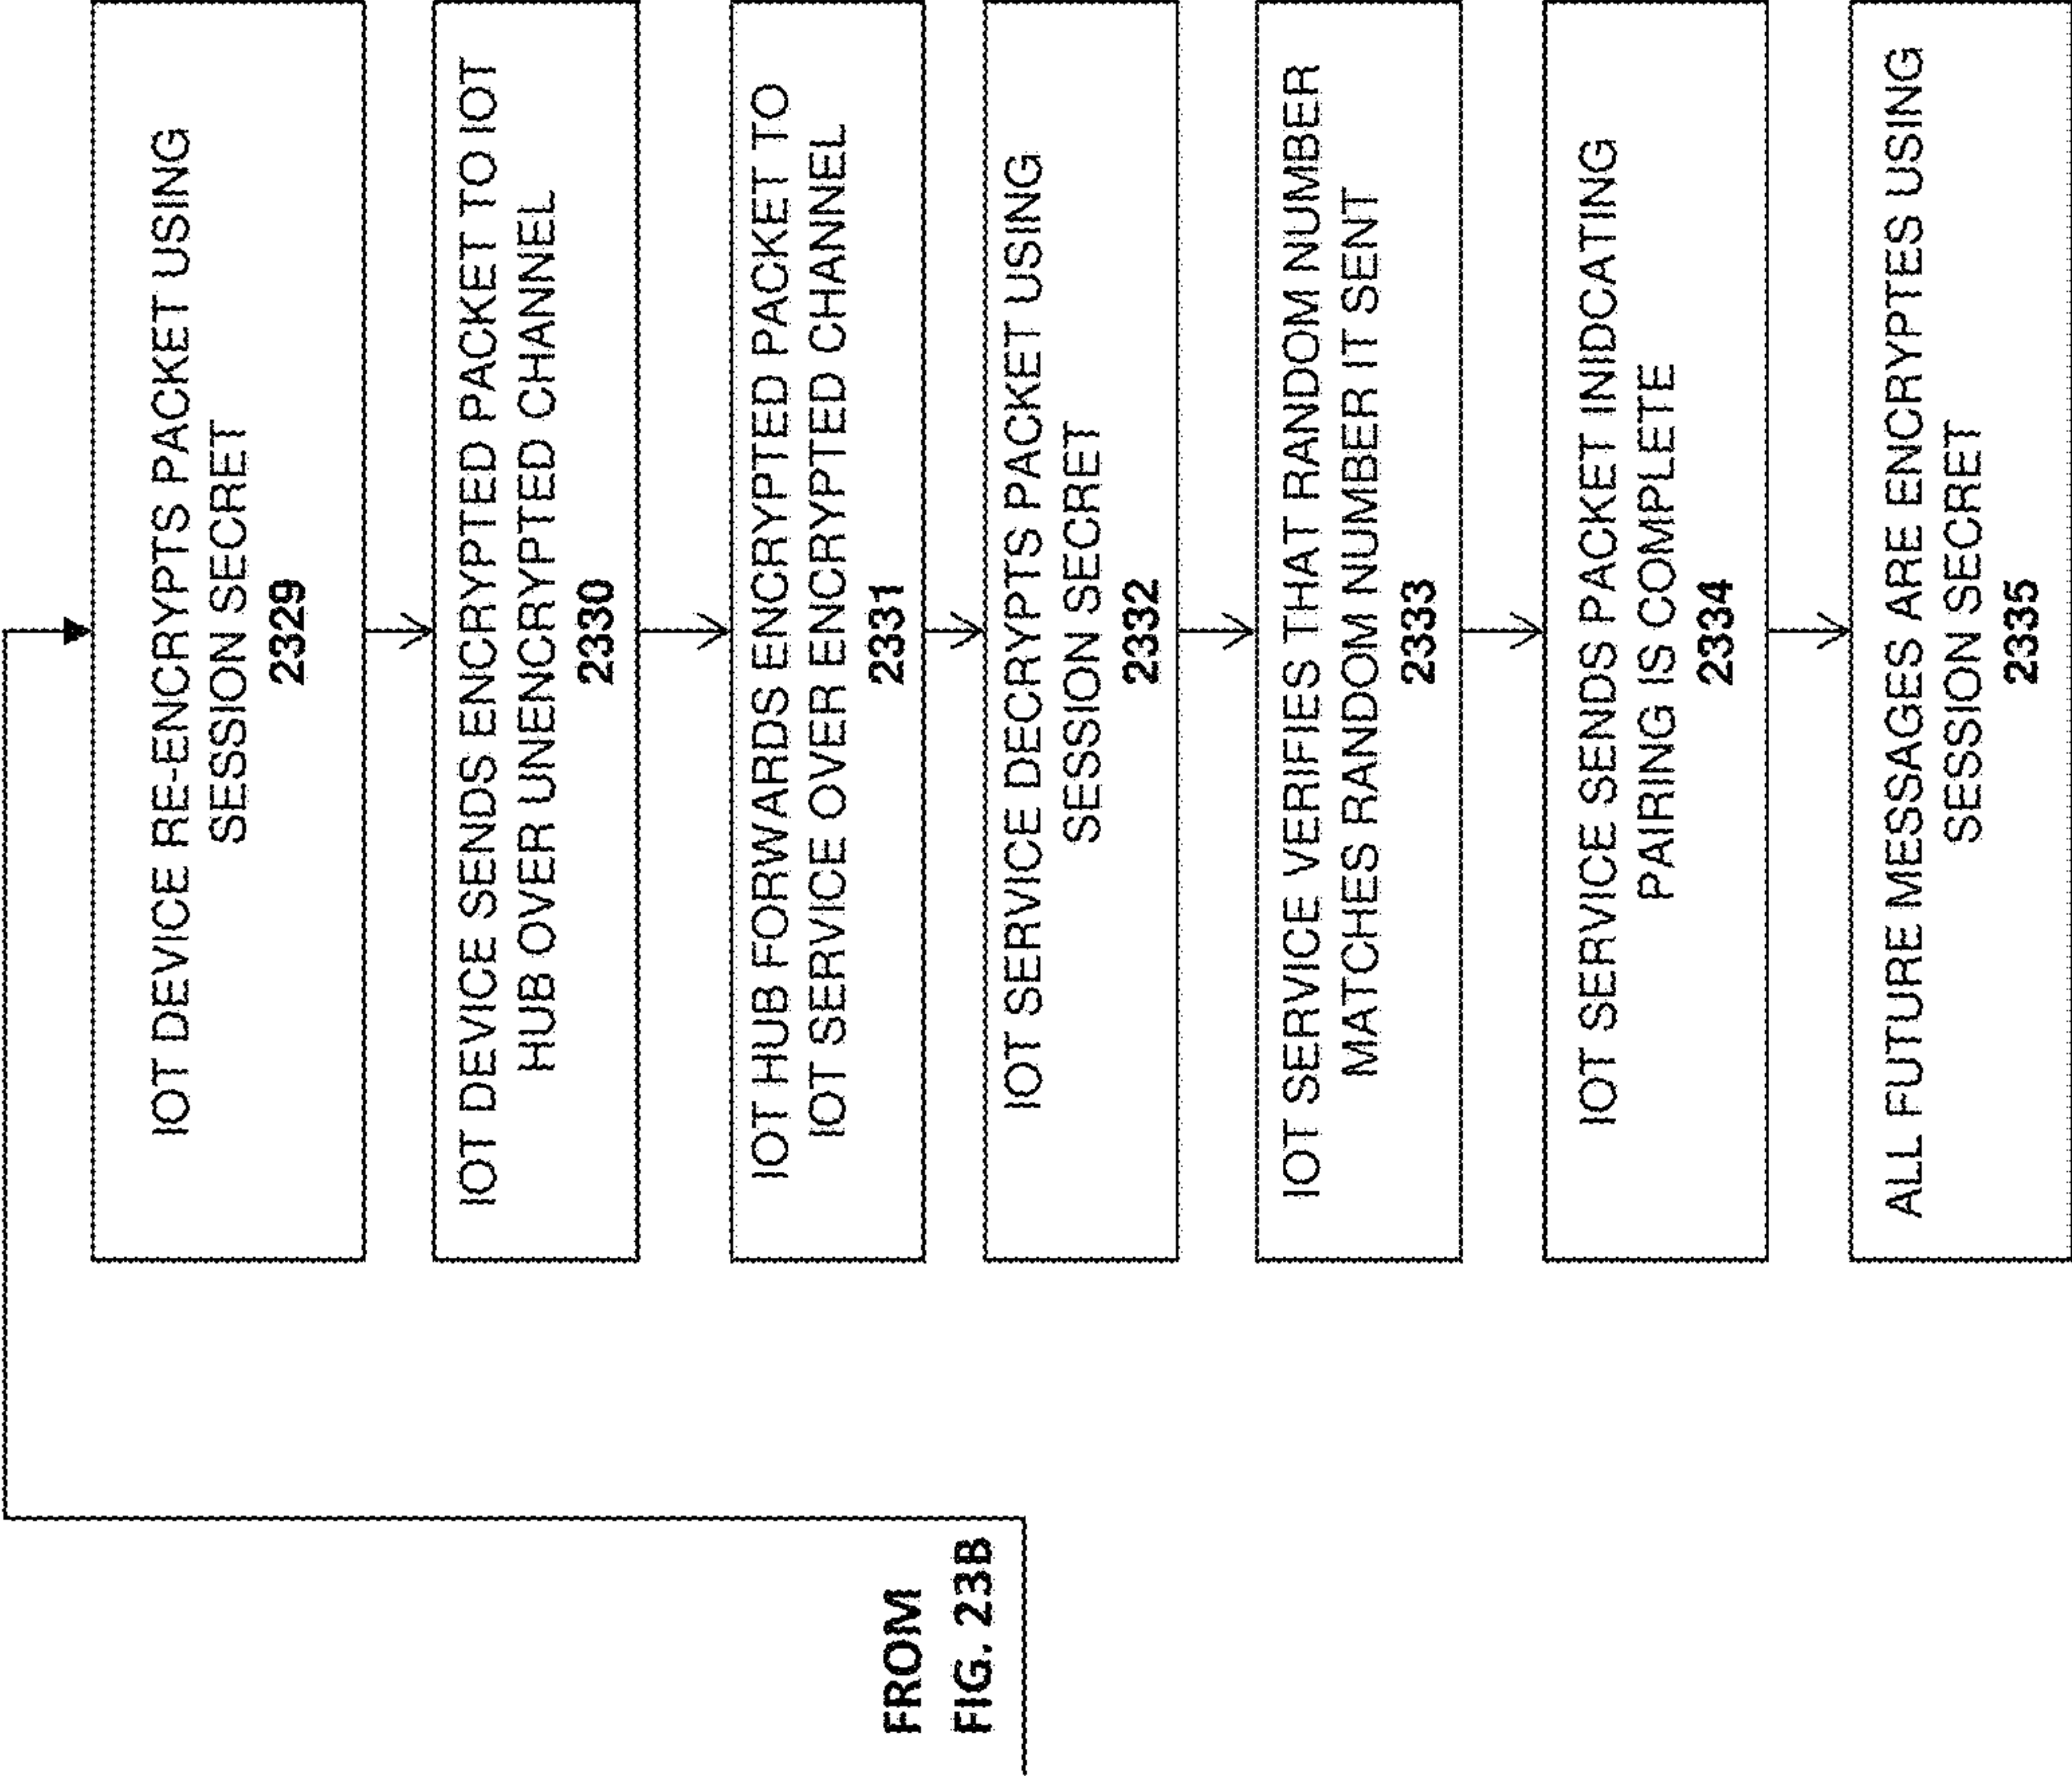 FROM
FIG. 23B
IOT DEVICE RE-ENCRYPTS PACKET USING
SESSION SECRET
2329
IOT DEVICE SENDS ENCRYPTED PACKET TO IOT
HUB OVER UNENCRYPTED CHANNEL
2330
IOT HUB FORWARDS ENCRYPTED PACKET TO
IOT SERVICE OVER ENCRYPTED CHANNEL
2331
IOT SERVICE DECRYPTS PACKET USING
SESSION SECRET
2332
IOT SERVICE VERIFIES THAT RANDOM NUMBER
MATCHES RANDOM NUMBER IT SENT
2333
IOT SERVICE SENDS PACKET INIDCATING
PAIRING IS COMPLETE
2334
ALL FUTURE MESSAGES ARE ENCRYPTES USING
SESSION SECRET
2335